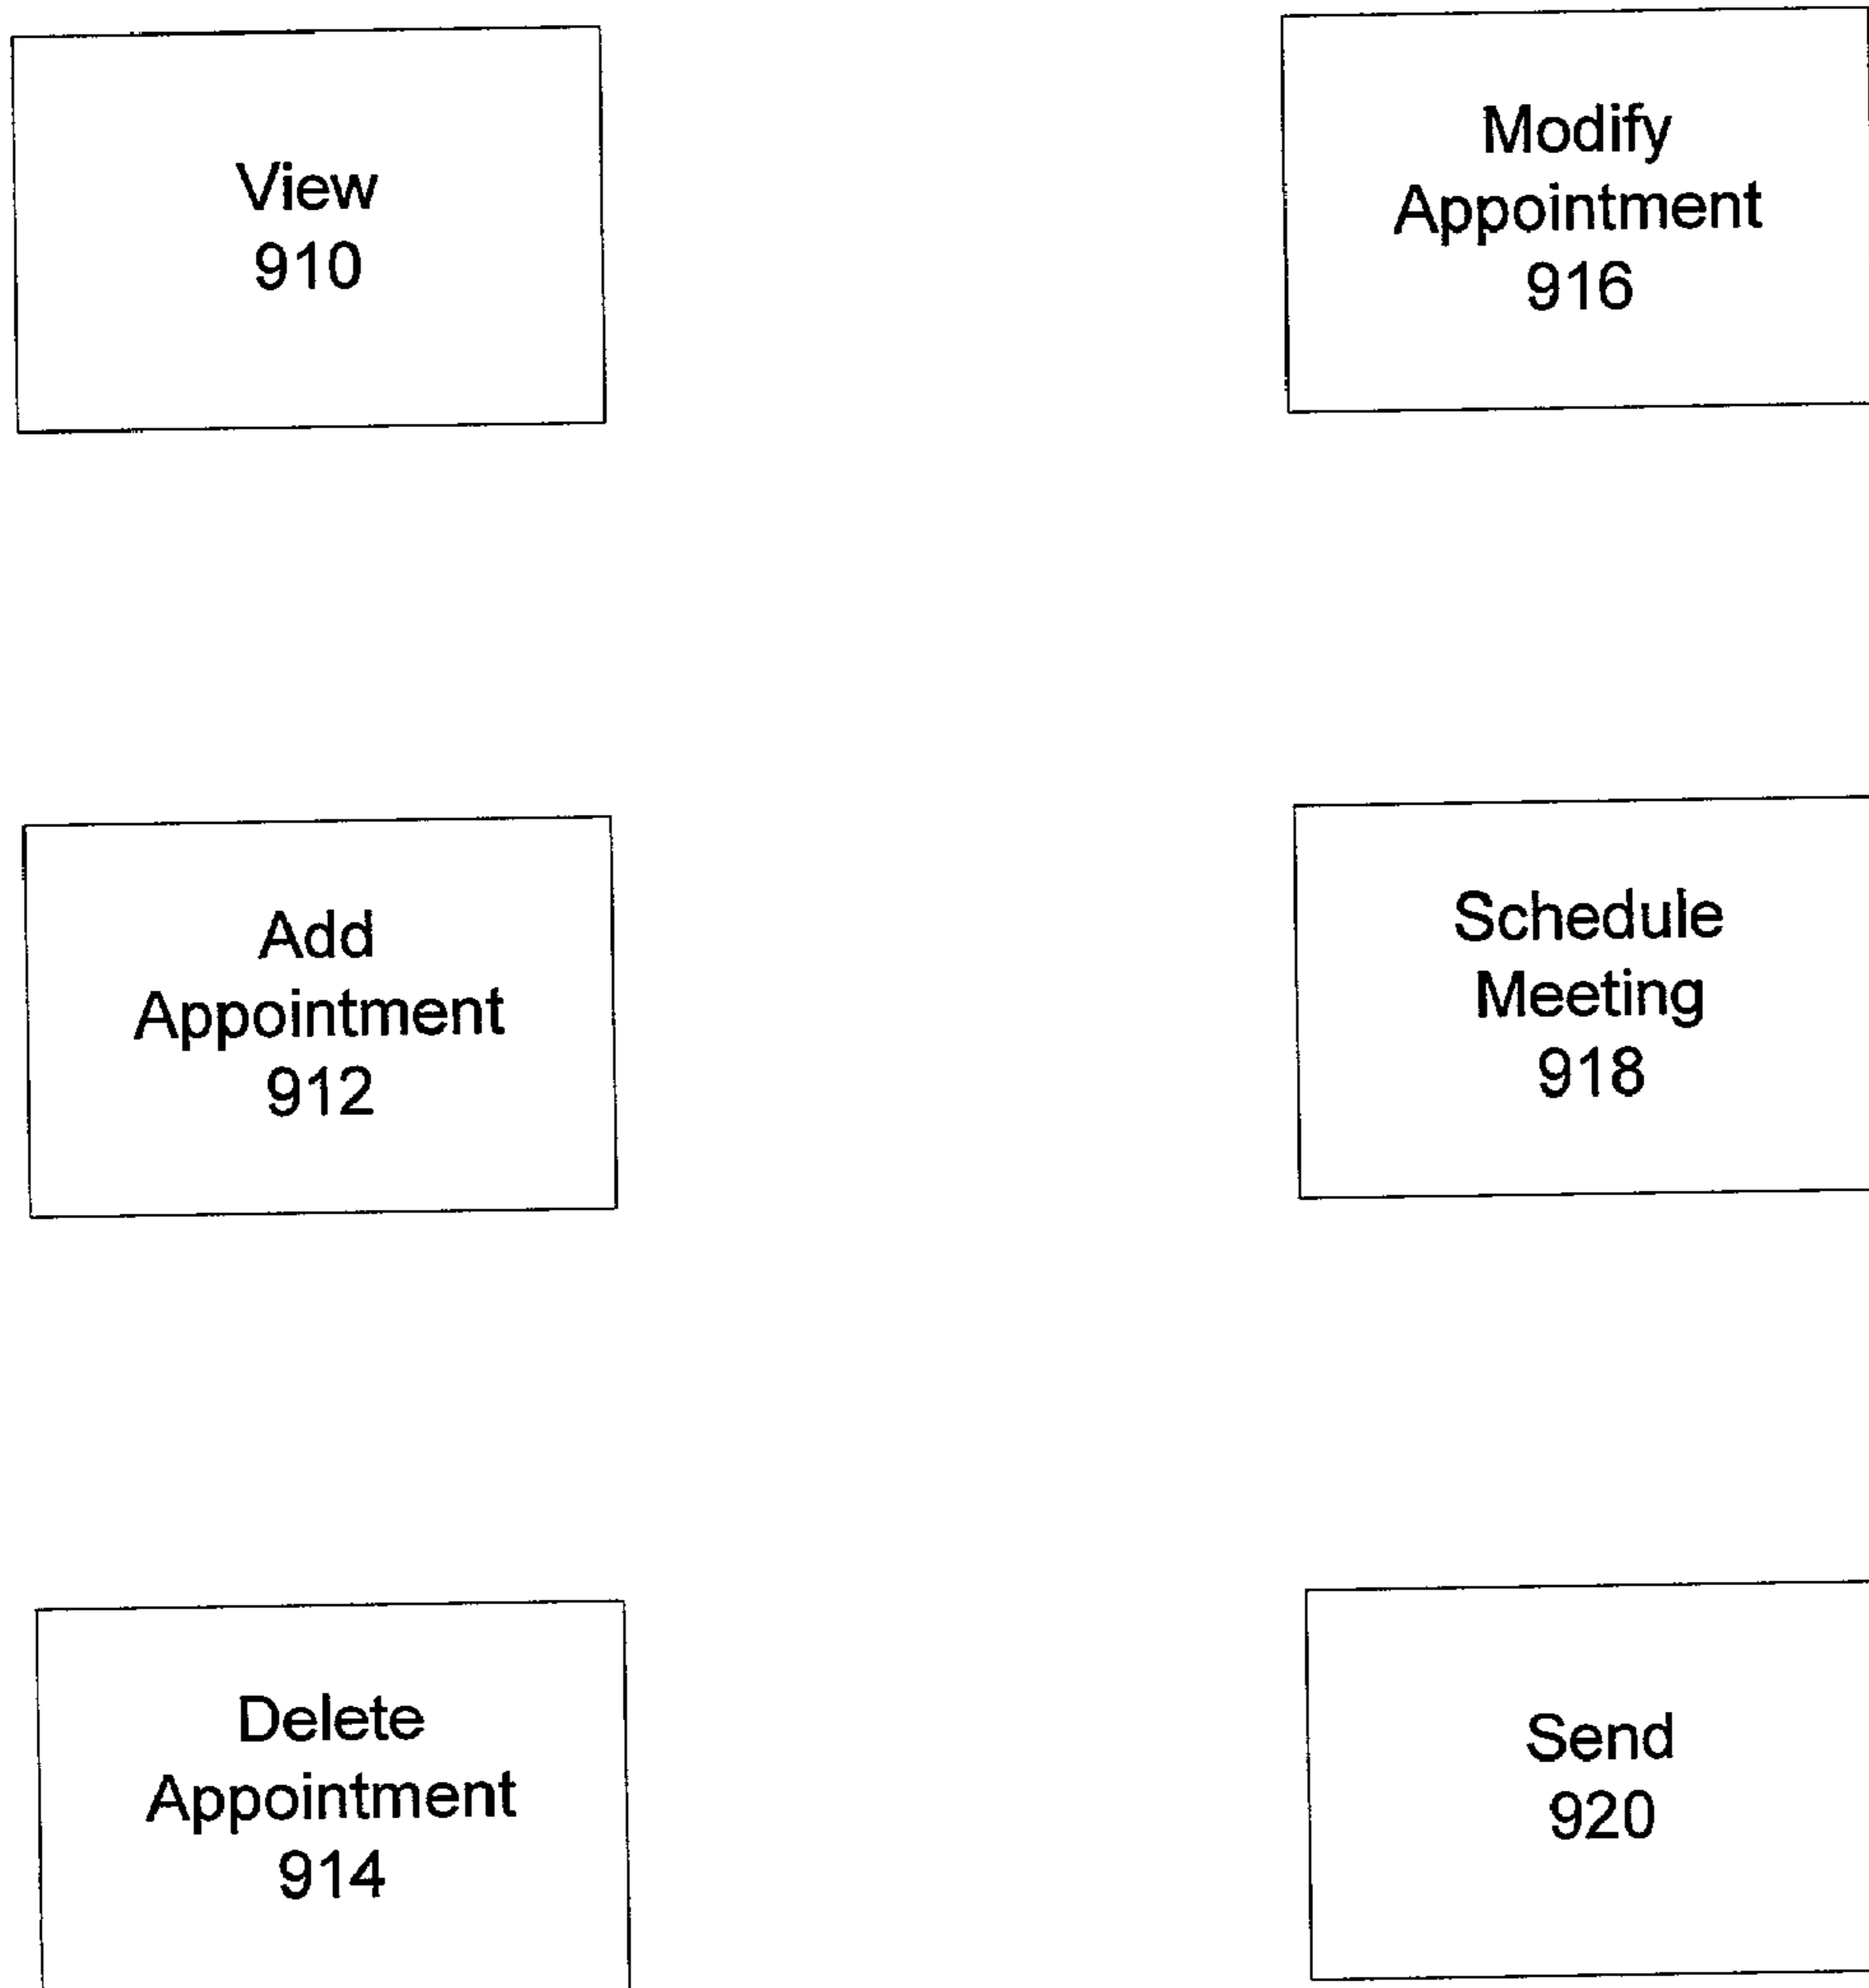 View
910
Add
Appointment
912
Delete
Appointment
914
Modify
Appointment
916
Schedule
Meeting
918
Send
920